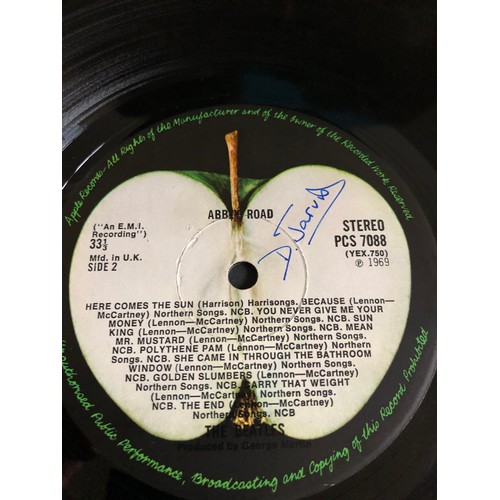 Apple Records—All Rights of the Manufacturer and of the Owner of the Recorded Work Reserved
ABBEY ROAD
("An E.M.I.
Recording")
33⅓
Mfd. in U.K.
SIDE 2
STEREO
PCS 7088
(YEX.750)
℗ 1969
D Jarvis
HERE COMES THE SUN (Harrison) Harrisongs. BECAUSE (Lennon—
McCartney) Northern Songs. NCB. YOU NEVER GIVE ME YOUR
MONEY (Lennon—McCartney) Northern Songs. NCB. SUN
KING (Lennon—McCartney) Northern Songs. NCB. MEAN
MR. MUSTARD (Lennon—McCartney) Northern Songs.
NCB. POLYTHENE PAM (Lennon—McCartney) Northern
Songs. NCB. SHE CAME IN THROUGH THE BATHROOM
WINDOW (Lennon—McCartney) Northern Songs.
NCB. GOLDEN SLUMBERS (Lennon—McCartney)
Northern Songs. NCB. CARRY THAT WEIGHT
(Lennon—McCartney) Northern Songs.
NCB. THE END (Lennon—McCartney)
Northern Songs. NCB
THE BEATLES
Produced by George Martin
Unauthorised Public Performance, Broadcasting and Copying of this Record Prohibited